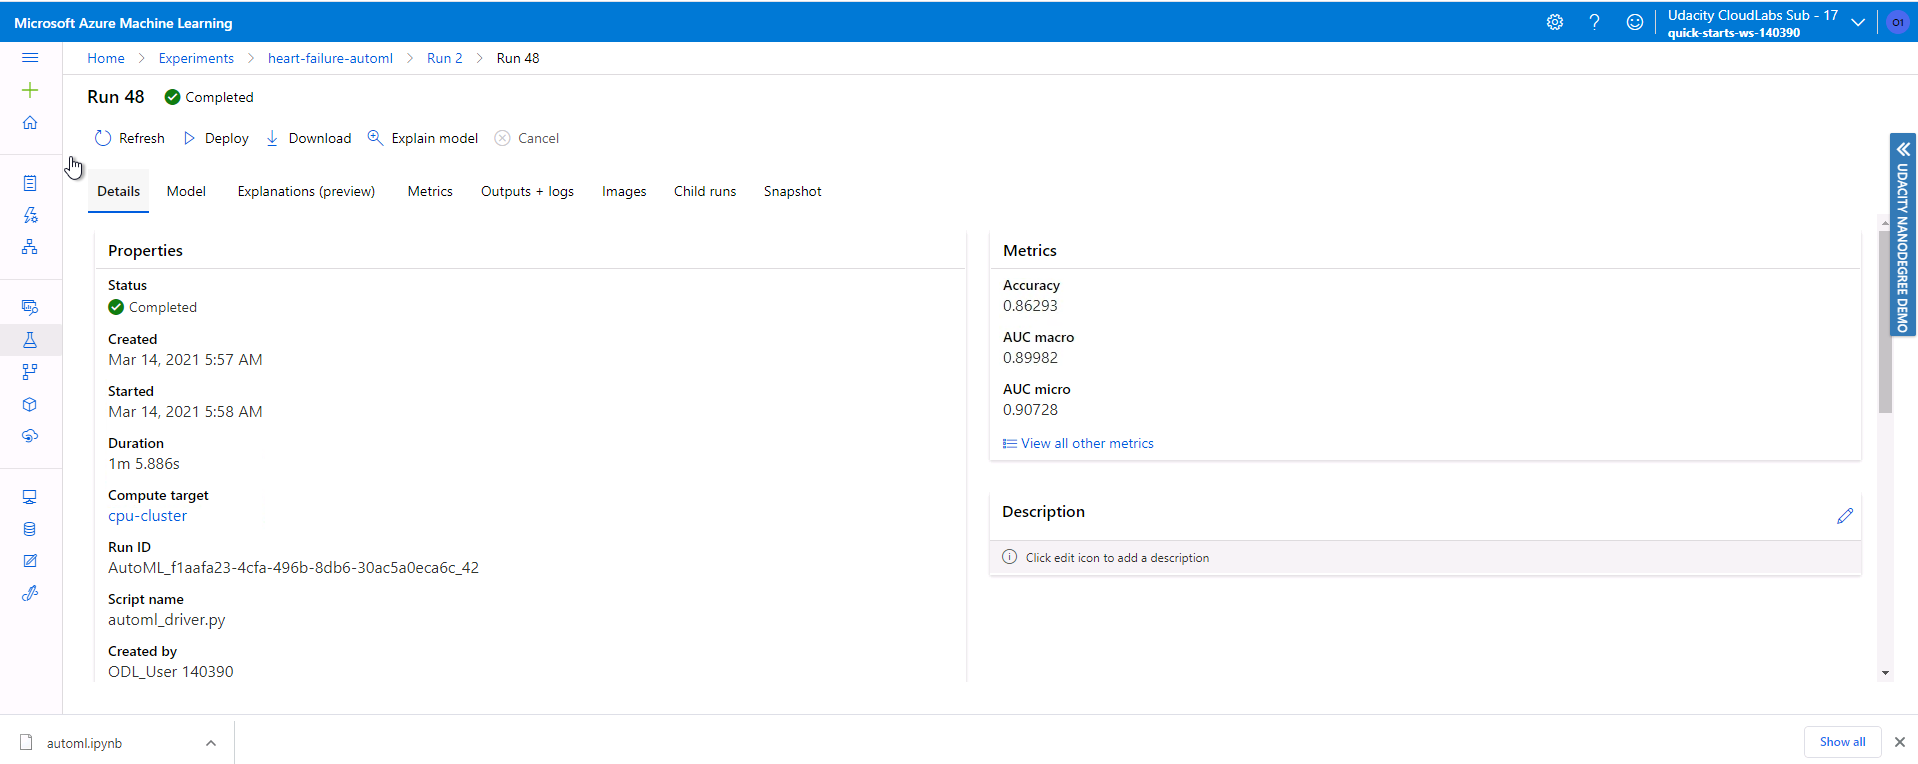 Microsoft Azure Machine Learning
Udacity CloudLabs Sub - 17
quick-starts-ws-140390
O1
Home > Experiments > heart-failure-automl > Run 2 > Run 48
Run 48 Completed
Refresh Deploy Download Explain model Cancel
Details Model Explanations (preview) Metrics Outputs + logs Images Child runs Snapshot
Properties
Status
Completed
Created
Mar 14, 2021 5:57 AM
Started
Mar 14, 2021 5:58 AM
Duration
1m 5.886s
Compute target
cpu-cluster
Run ID
AutoML_f1aafa23-4cfa-496b-8db6-30ac5a0eca6c_42
Script name
automl_driver.py
Created by
ODL_User 140390
Metrics
Accuracy
0.86293
AUC macro
0.89982
AUC micro
0.90728
View all other metrics
Description
Click edit icon to add a description
UDACITY NANODEGREE DEMO
automl.ipynb
Show all